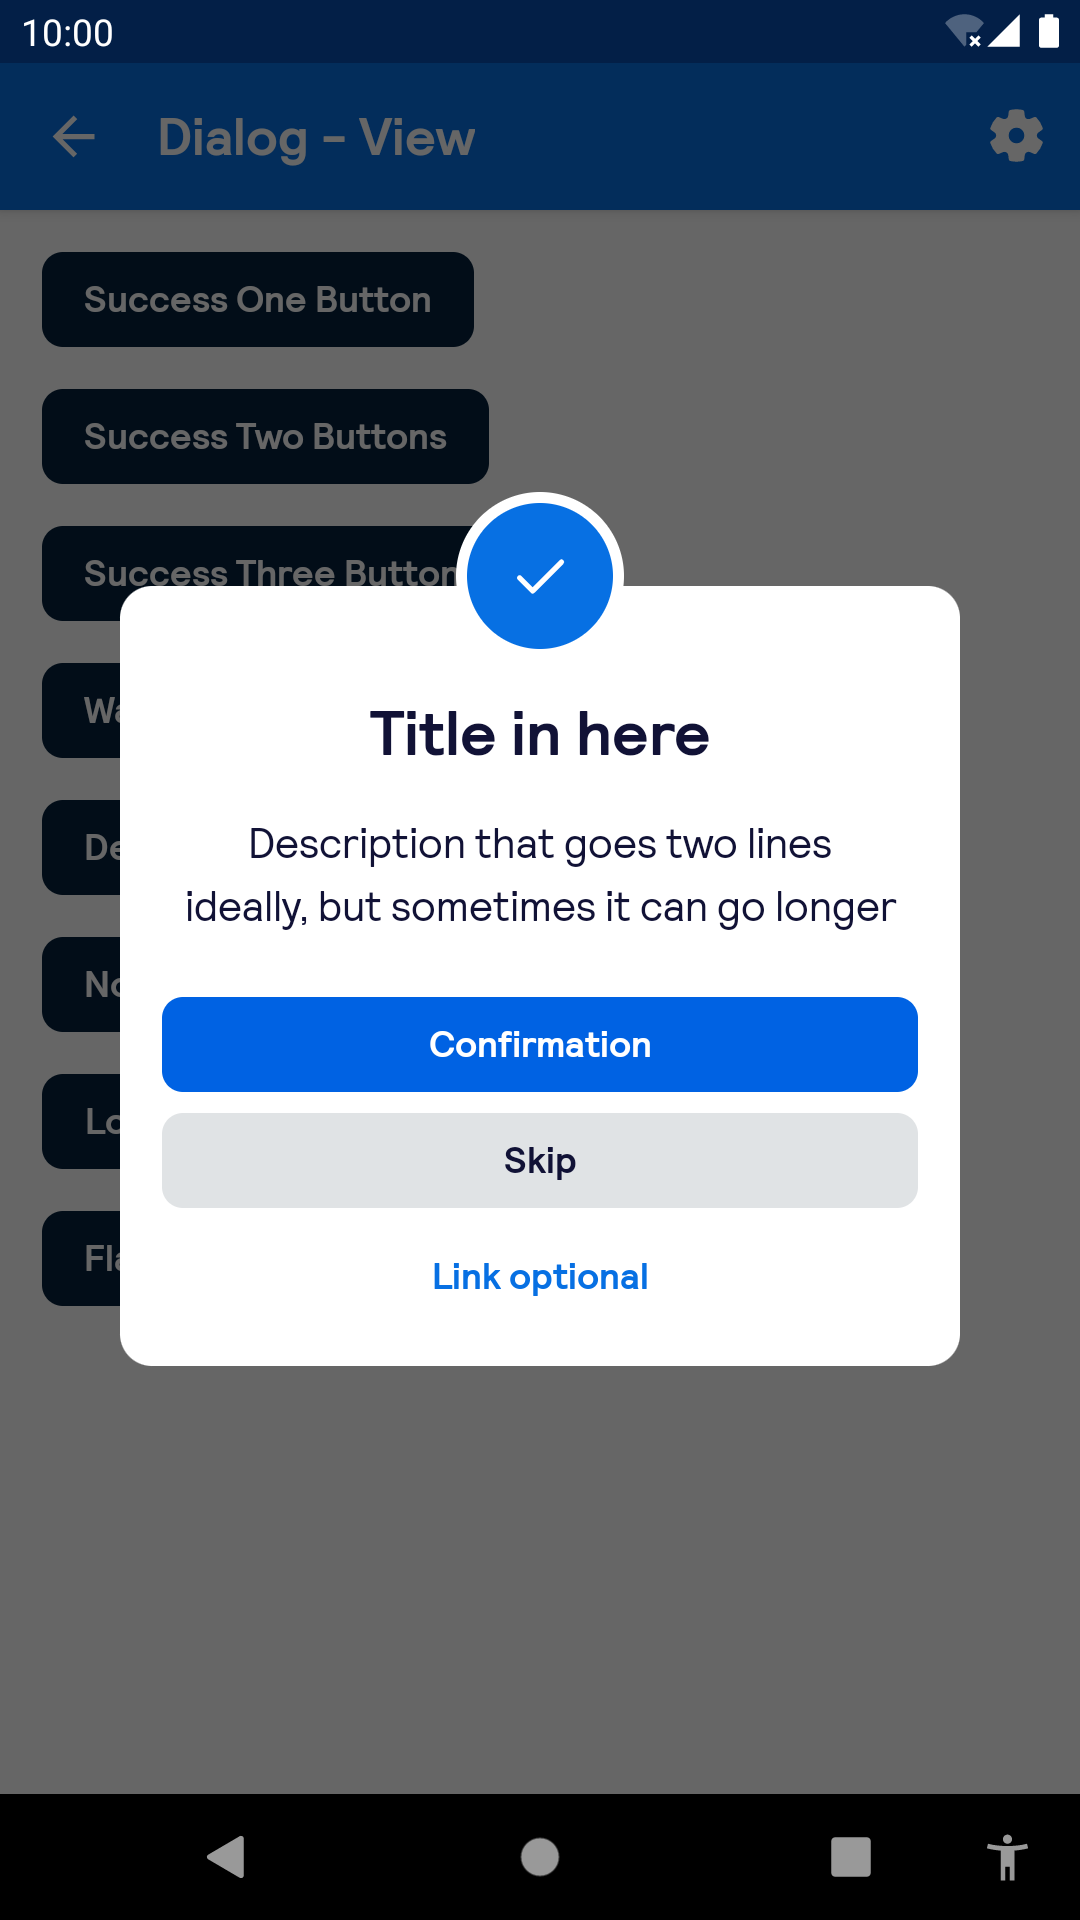 10:00
Dialog - View
Success One Button
Success Two Buttons
Success Three Button
Title in here
Description that goes two lines
ideally, but sometimes it can go longer
Confirmation
Skip
Link optional